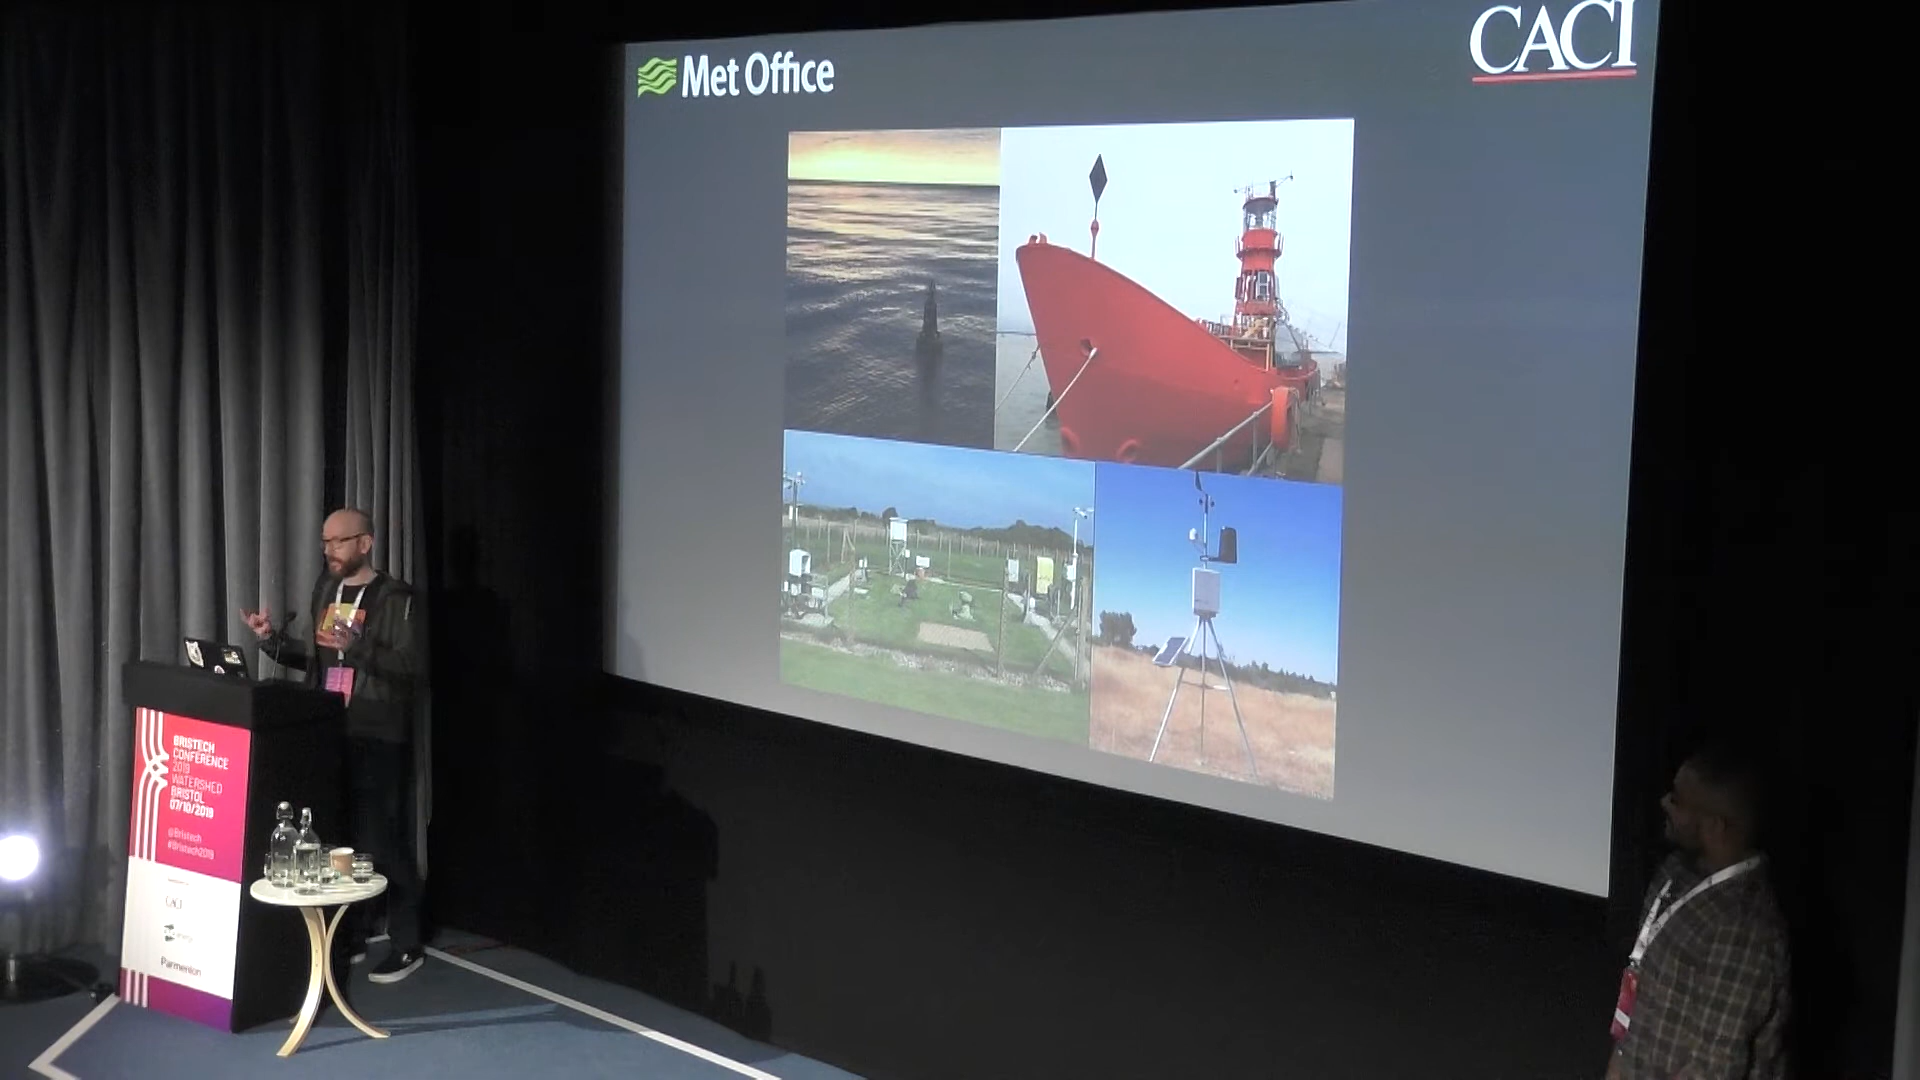 Met Office
CACI
BRISTECH
CONFERENCE
2019
WATERSHED
BRISTOL
07/10/2019
@Bristech
#Bristech2019
CACI
Parmenion